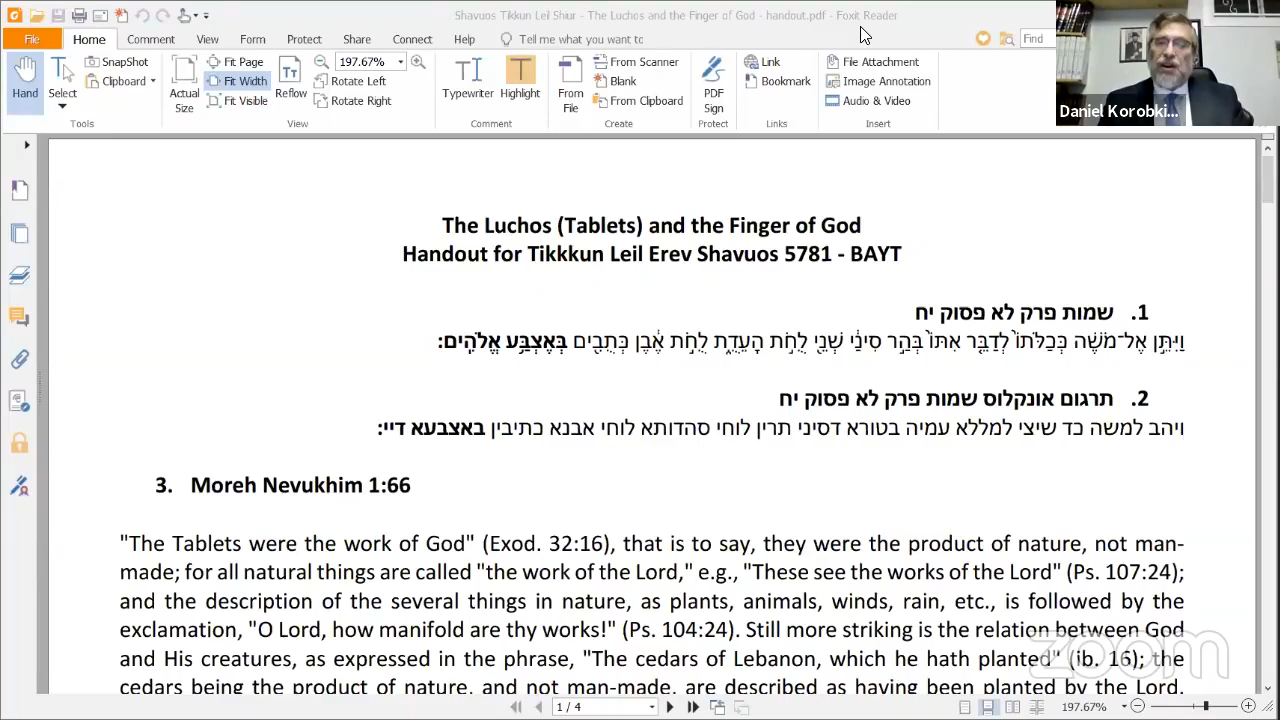 Shavuos Tikkun Leil Shiur - The Luchos and the Finger of God - handout.pdf - Foxit Reader
File Home Comment View Form Protect Share Connect Help Tell me what you want to Find
SnapShot Fit Page 197.67% From Scanner Link File Attachment
Clipboard Fit Width Rotate Left Blank Bookmark Image Annotation
Hand Select Actual Size Fit Visible Reflow Rotate Right Typewriter Highlight From File From Clipboard PDF Sign Audio & Video
Tools View Comment Create Protect Links Insert
Daniel Korobki...
The Luchos (Tablets) and the Finger of God
Handout for Tikkkun Leil Erev Shavuos 5781 - BAYT
1. שמות פרק לא פסוק יח
וַיִּתֵּ֣ן אֶל־מֹשֶׁ֗ה כְּכַלֹּתוֹ֙ לְדַבֵּ֤ר אִתּוֹ֙ בְּהַ֣ר סִינַ֔י שְׁנֵ֖י לֻחֹ֣ת הָעֵדֻ֑ת לֻחֹ֣ת אֶ֔בֶן כְּתֻבִ֖ים בְּאֶצְבַּ֥ע אֱלֹהִֽים:
2. תרגום אונקלוס שמות פרק לא פסוק יח
ויהב למשה כד שיצי למללא עמיה בטורא דסיני תרין לוחי סהדותא לוחי אבנא כתיבין באצבעא דיי:
3. Moreh Nevukhim 1:66
"The Tablets were the work of God" (Exod. 32:16), that is to say, they were the product of nature, not man-
made; for all natural things are called "the work of the Lord," e.g., "These see the works of the Lord" (Ps. 107:24);
and the description of the several things in nature, as plants, animals, winds, rain, etc., is followed by the
exclamation, "O Lord, how manifold are thy works!" (Ps. 104:24). Still more striking is the relation between God
and His creatures, as expressed in the phrase, "The cedars of Lebanon, which he hath planted" (ib. 16); the
cedars being the product of nature, and not man-made, are described as having been planted by the Lord.
zoom
1 / 4 197.67%